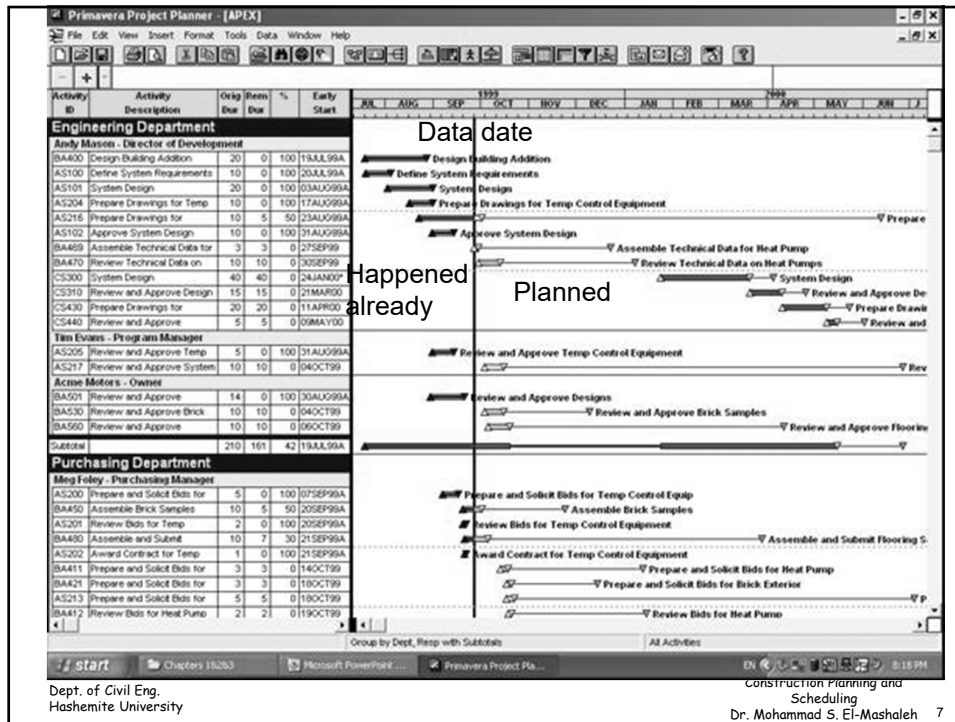 Primavera Project Planner - [APEX]
File Edit View Insert Format Tools Data Window Help
Activity ID Activity Description Orig Dur Rem Dur % Early Start
1999 2000
JUL AUG SEP OCT NOV DEC JAN FEB MAR APR MAY JUN J
Engineering Department
Data date
Andy Mason - Director of Development
BA400 Design Building Addition 20 0 100 19JUL99A Design Building Addition
AS100 Define System Requirements 10 0 100 20JUL99A Define System Requirements
AS101 System Design 20 0 100 03AUG99A System Design
AS204 Prepare Drawings for Temp 10 0 100 17AUG99A Prepare Drawings for Temp Control Equipment
AS216 Prepare Drawings for 10 5 50 23AUG99A Prepare
AS102 Approve System Design 10 0 100 31AUG99A Approve System Design
BA469 Assemble Technical Data for 3 3 0 27SEP99 Assemble Technical Data for Heat Pump
BA470 Review Technical Data on 10 10 0 30SEP99 Review Technical Data on Heat Pumps
CS300 System Design 40 40 0 24JAN00* System Design
CS310 Review and Approve Design 15 15 0 21MAR00 Review and Approve De
CS430 Prepare Drawings for 20 20 0 11APR00 Prepare Drawin
CS440 Review and Approve 5 5 0 09MAY00 Review and
Happened already
Planned
Tim Evans - Program Manager
AS205 Review and Approve Temp 5 0 100 31AUG99A Review and Approve Temp Control Equipment
AS217 Review and Approve System 10 10 0 04OCT99 Rev
Acme Motors - Owner
BA501 Review and Approve 14 0 100 30AUG99A Review and Approve Designs
BA530 Review and Approve Brick 10 10 0 04OCT99 Review and Approve Brick Samples
BA560 Review and Approve 10 10 0 06OCT99 Review and Approve Floorin
Subtotal 210 161 42 19JUL99A
Purchasing Department
Meg Foley - Purchasing Manager
AS200 Prepare and Solicit Bids for 5 0 100 07SEP99A Prepare and Solicit Bids for Temp Control Equip
BA450 Assemble Brick Samples 10 5 50 20SEP99A Assemble Brick Samples
AS201 Review Bids for Temp 2 0 100 20SEP99A Review Bids for Temp Control Equipment
BA480 Assemble and Submit 10 7 30 21SEP99A Assemble and Submit Flooring S
AS202 Award Contract for Temp 1 0 100 21SEP99A Award Contract for Temp Control Equipment
BA411 Prepare and Solicit Bids for 3 3 0 14OCT99 Prepare and Solicit Bids for Heat Pump
BA421 Prepare and Solicit Bids for 3 3 0 18OCT99 Prepare and Solicit Bids for Brick Exterior
AS213 Prepare and Solicit Bids for 5 5 0 18OCT99 P
BA412 Review Bids for Heat Pump 2 2 0 19OCT99 Review Bids for Heat Pump
Group by Dept, Resp with Subtotals All Activities
start Chapters 1&2&3 Microsoft PowerPoint ... Primavera Project Pla... EN 8:18 PM
Dept. of Civil Eng.
Hashemite University
Construction Planning and
Scheduling
Dr. Mohammad S. El-Mashaleh 7